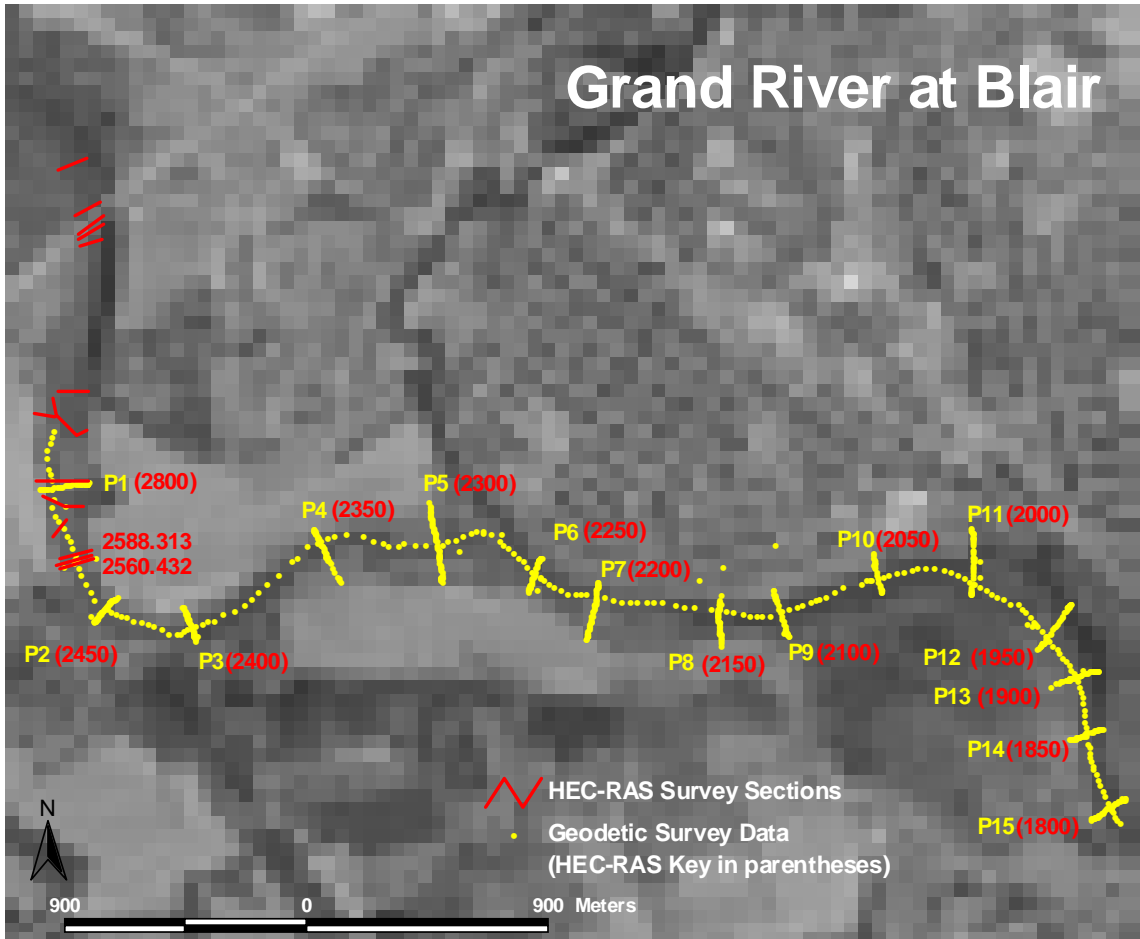 Grand River at Blair
P1 (2800)
P5 (2300)
P4 (2350)
P11(2000)
P6 (2250)
2588.313
P10(2050)
2560.432
P7(2200)
P2 (2450)
P3(2400)
P8 (2150)
P9(2100)
P12(1950)
P13 (1900)
P14(1850)
HEC-RAS Survey Sections
P15(1800)
Geodetic Survey Data
(HEC-RAS Key in parentheses)
N
900 0 900 Meters